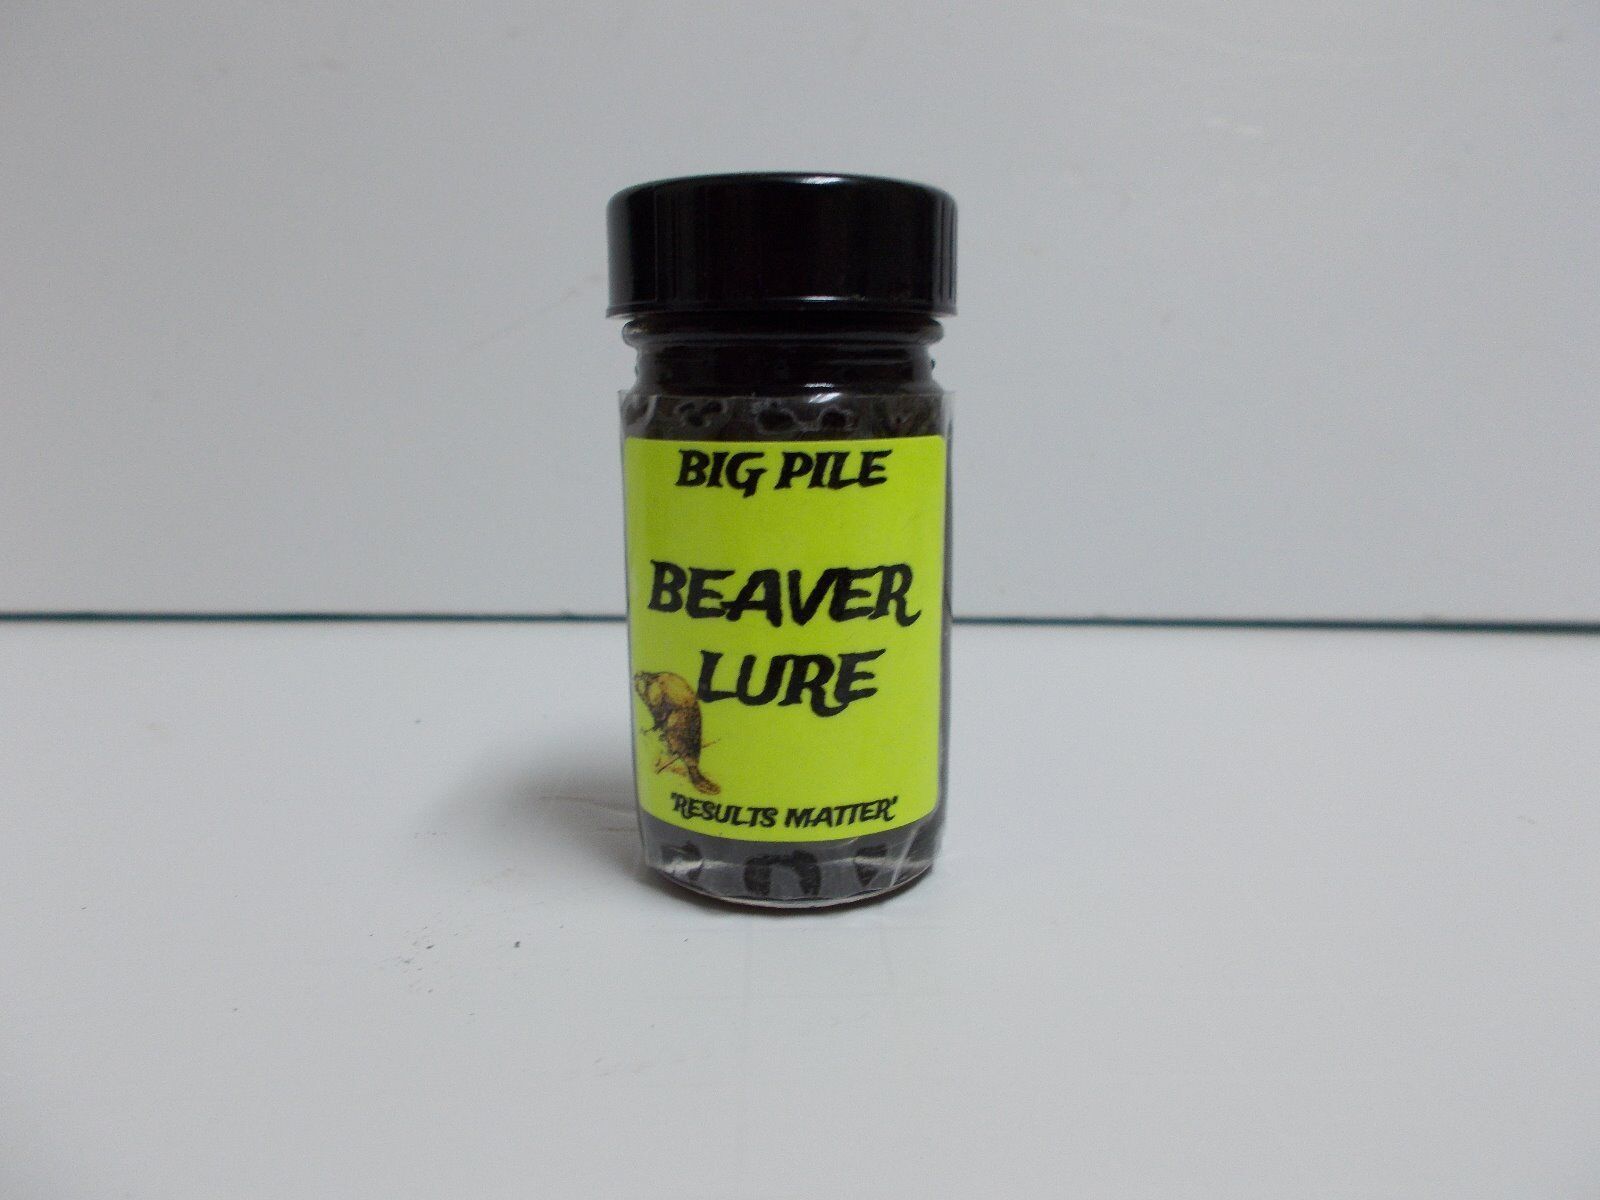 BIG PILE
BEAVER
LURE
"RESULTS MATTER"